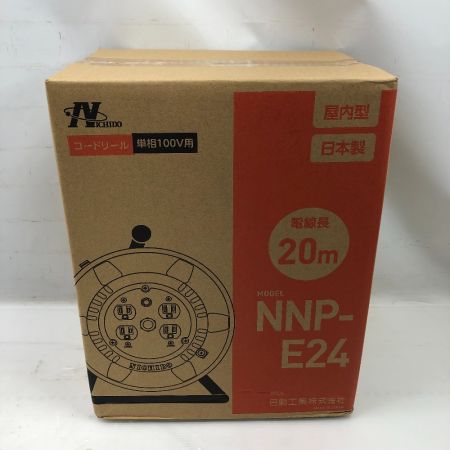 NECHIDO
コードリール 単相100V用
屋内型
日本製
電線長
20m
MODEL
NNP-
E24
NICHIDO
日動工業株式会社